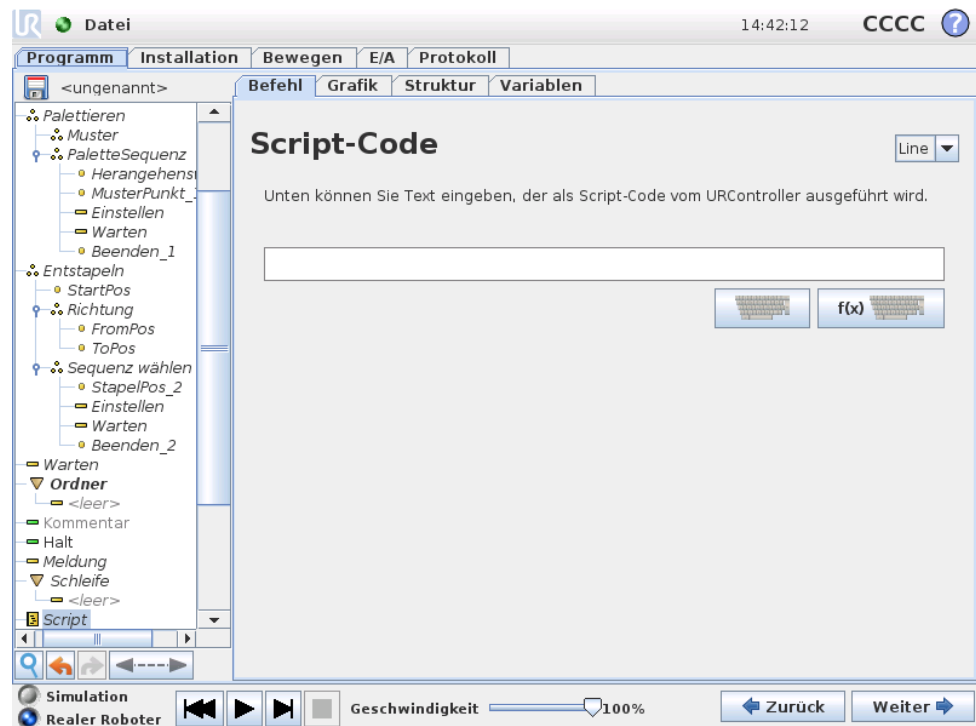 Datei
14:42:12
CCCC
?
Programm Installation Bewegen E/A Protokoll
<ungenannt>
Befehl Grafik Struktur Variablen
Palettieren
Muster
PaletteSequenz
Herangehens
MusterPunkt_
Einstellen
Warten
Beenden_1
Entstapeln
StartPos
Richtung
FromPos
ToPos
Sequenz wählen
StapelPos_2
Einstellen
Warten
Beenden_2
Warten
Ordner
<leer>
Kommentar
Halt
Meldung
Schleife
<leer>
Script
Script-Code
Line
Unten können Sie Text eingeben, der als Script-Code vom URController ausgeführt wird.
f(x)
Simulation
Realer Roboter
Geschwindigkeit 100%
Zurück
Weiter